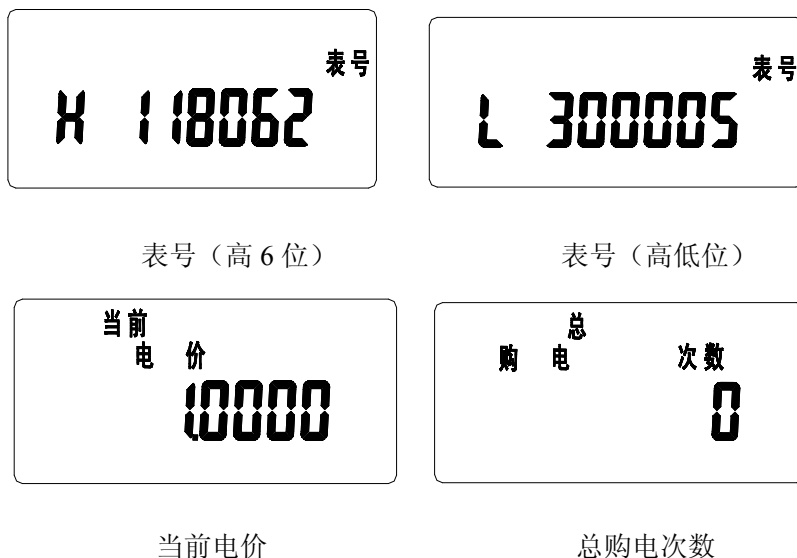 表号
H 118062
表号
L 300005
表号（高 6 位）
表号（高低位）
当前
电 价
1.0000
总
购 电 次数
0
当前电价
总购电次数